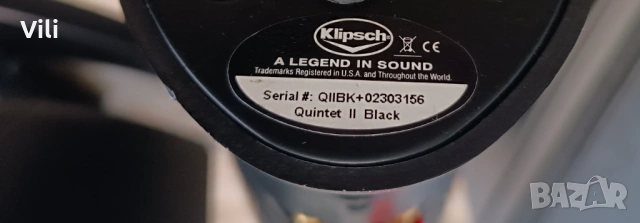 Vili
Klipsch®
CE
A LEGEND IN SOUND
Trademarks Registered in U.S.A. and Throughout the World.
Serial #: QIIBK+02303156
Quintet II Black
BAZAR